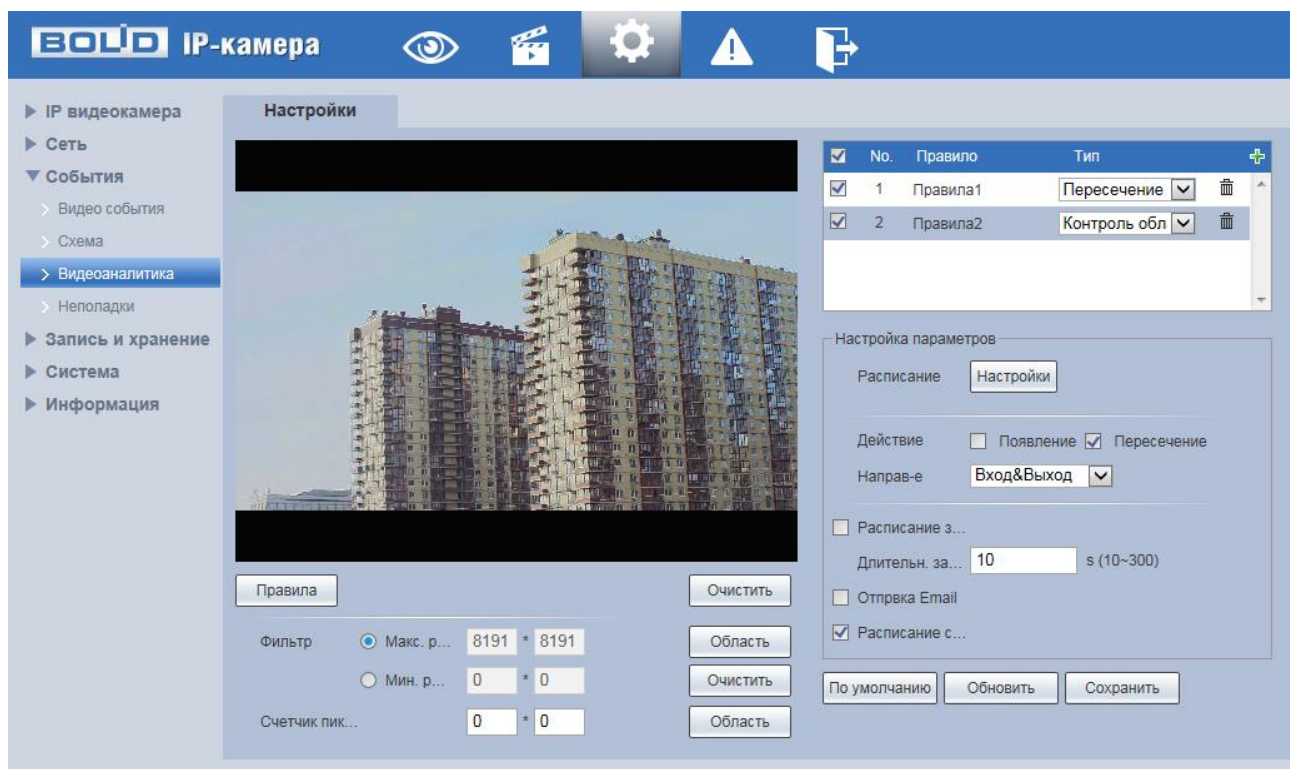 BOLID IP-камера
IP видеокамера
Сеть
События
Видео события
Схема
Видеоаналитика
Неполадки
Запись и хранение
Система
Информация
Настройки
No. Правило Тип
1 Правила1 Пересечение
2 Правила2 Контроль обл
Настройка параметров
Расписание Настройки
Действие Появление Пересечение
Направ-е Вход&Выход
Расписание з...
Длительн. за... 10 s (10~300)
Отпрвка Email
Расписание с...
По умолчанию Обновить Сохранить
Правила Очистить
Фильтр Макс. р... 8191 * 8191 Область
Мин. р... 0 * 0 Очистить
Счетчик пик... 0 * 0 Область